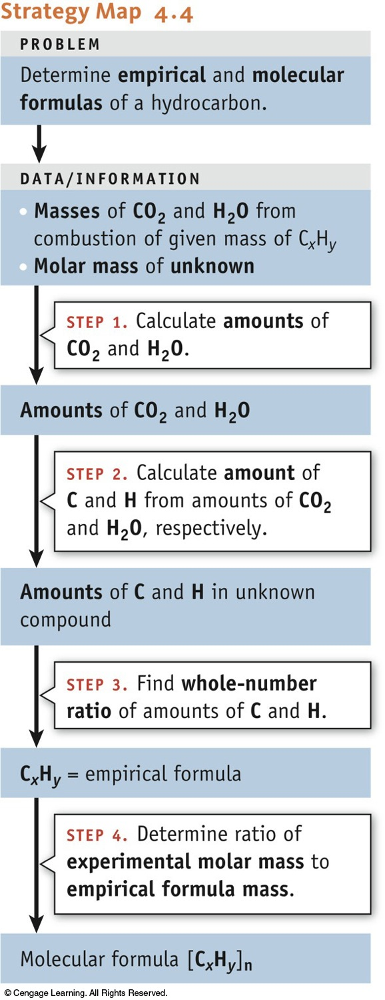 Strategy Map 4.4
PROBLEM
Determine empirical and molecular
formulas of a hydrocarbon.
DATA/INFORMATION
• Masses of CO₂ and H₂O from
combustion of given mass of CₓHᵧ
• Molar mass of unknown
STEP 1. Calculate amounts of
CO₂ and H₂O.
Amounts of CO₂ and H₂O
STEP 2. Calculate amount of
C and H from amounts of CO₂
and H₂O, respectively.
Amounts of C and H in unknown
compound
STEP 3. Find whole-number
ratio of amounts of C and H.
CₓHᵧ = empirical formula
STEP 4. Determine ratio of
experimental molar mass to
empirical formula mass.
Molecular formula [CₓHᵧ]ₙ
© Cengage Learning. All Rights Reserved.